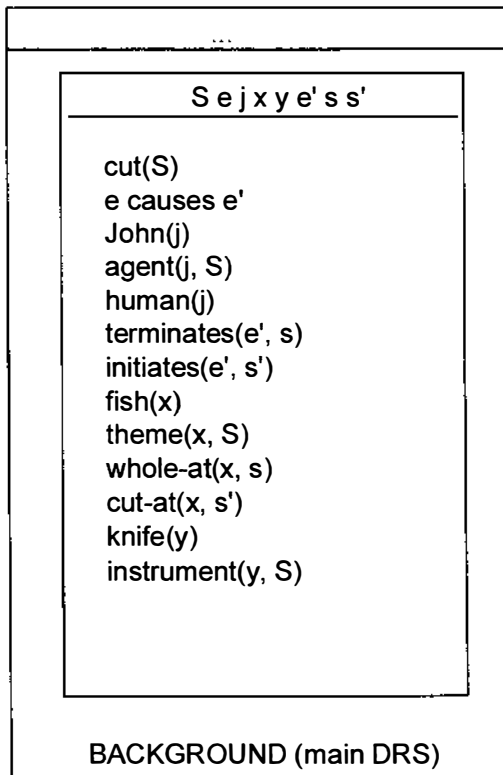 S e j x y e' s s'
cut(S)
e causes e'
John(j)
agent(j, S)
human(j)
terminates(e', s)
initiates(e', s')
fish(x)
theme(x, S)
whole-at(x, s)
cut-at(x, s')
knife(y)
instrument(y, S)
BACKGROUND (main DRS)